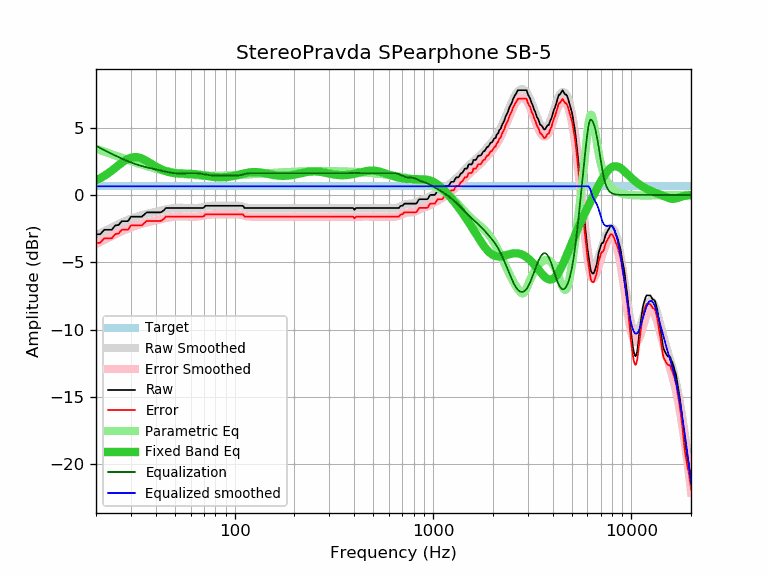 StereoPravda SPearphone SB-5
5
0
−5
−10
−15
−20
Amplitude (dBr)
Target
Raw Smoothed
Error Smoothed
Raw
Error
Parametric Eq
Fixed Band Eq
Equalization
Equalized smoothed
100
1000
10000
Frequency (Hz)